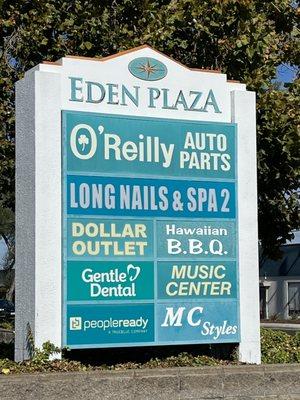 EDEN PLAZA
O'Reilly AUTO PARTS
LONG NAILS & SPA 2
DOLLAR OUTLET
Hawaiian B.B.Q.
Gentle Dental
MUSIC CENTER
peopleready
A TRUEBLUE COMPANY
MC Styles